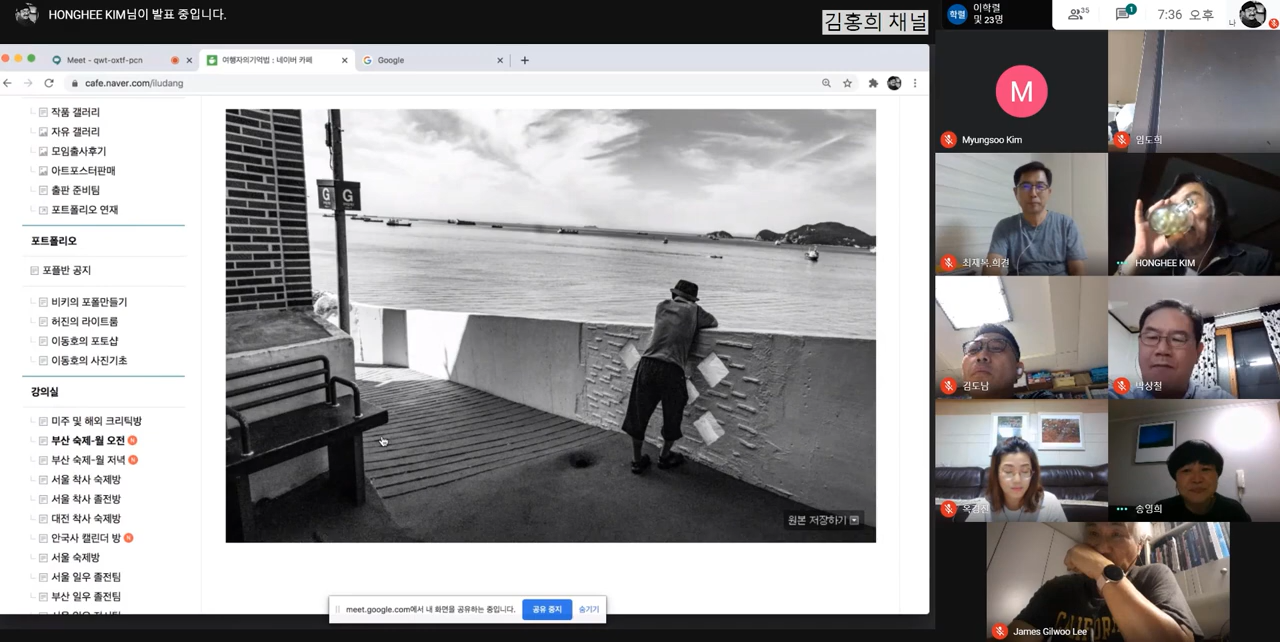 HONGHEE KIM님이 발표 중입니다.
김홍희 채널
이학렬
및 23명
학렬
35
1
7:36 오후
나
Meet - qwt-oxtf-pcn
여행자의기억법 : 네이버 카페
Google
cafe.naver.com/iludang
작품 갤러리
자유 갤러리
모임출사후기
아트포스터판매
출판 준비팀
포트폴리오 연재
포트폴리오
포폴반 공지
비키의 포폴만들기
허진의 라이트룸
이동호의 포토샵
이동호의 사진기초
강의실
미주 및 해외 크리틱방
부산 숙제-월 오전 N
부산 숙제-월 저녁 N
서울 착사 숙제방
서울 착사 졸전방
대전 착사 숙제방
안국사 캘린더 방 N
서울 숙제방
서울 일우 졸전팀
부산 일우 졸전팀
G G
원본 저장하기
meet.google.com에서 내 화면을 공유하는 중입니다.
공유 중지
숨기기
M
Myungsoo Kim
임도희
최재목,희경
HONGHEE KIM
김도남
박상철
송영희
James Gilwoo Lee